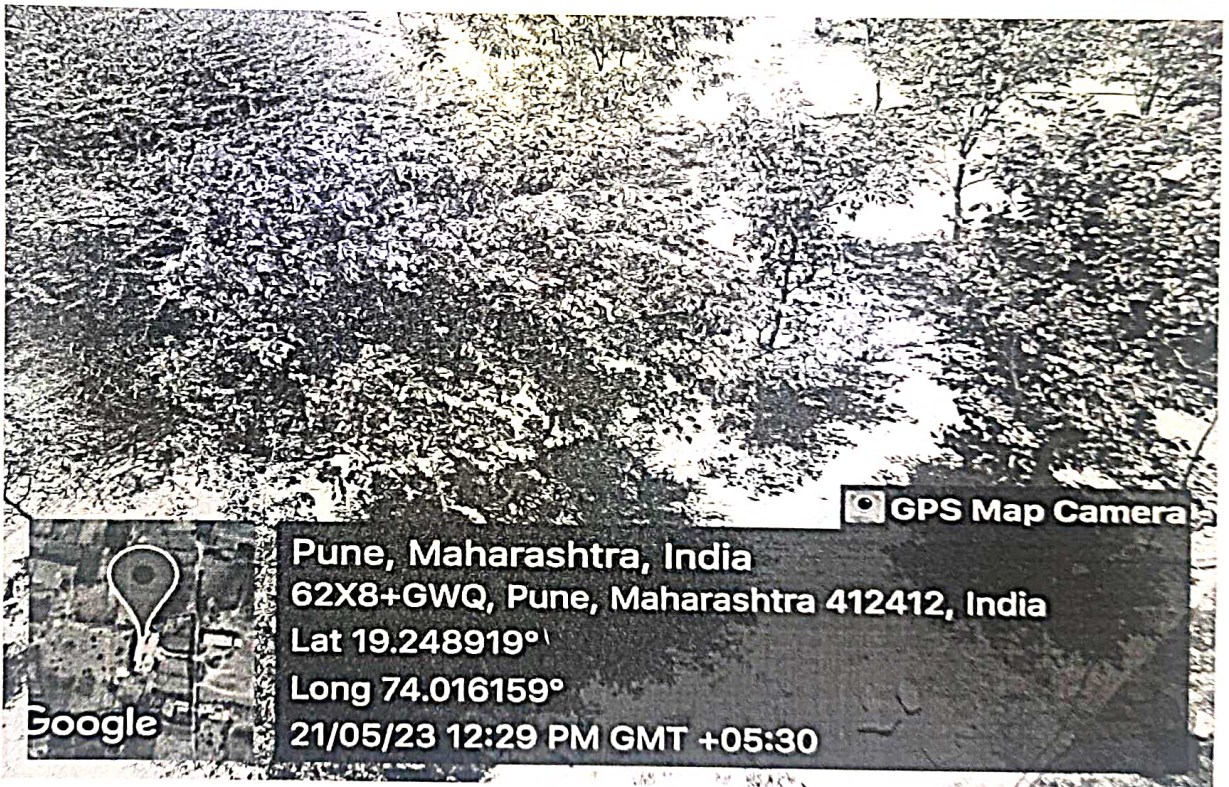 GPS Map Camera
Pune, Maharashtra, India
62X8+GWQ, Pune, Maharashtra 412412, India
Lat 19.248919°
Long 74.016159°
21/05/23 12:29 PM GMT +05:30
Google